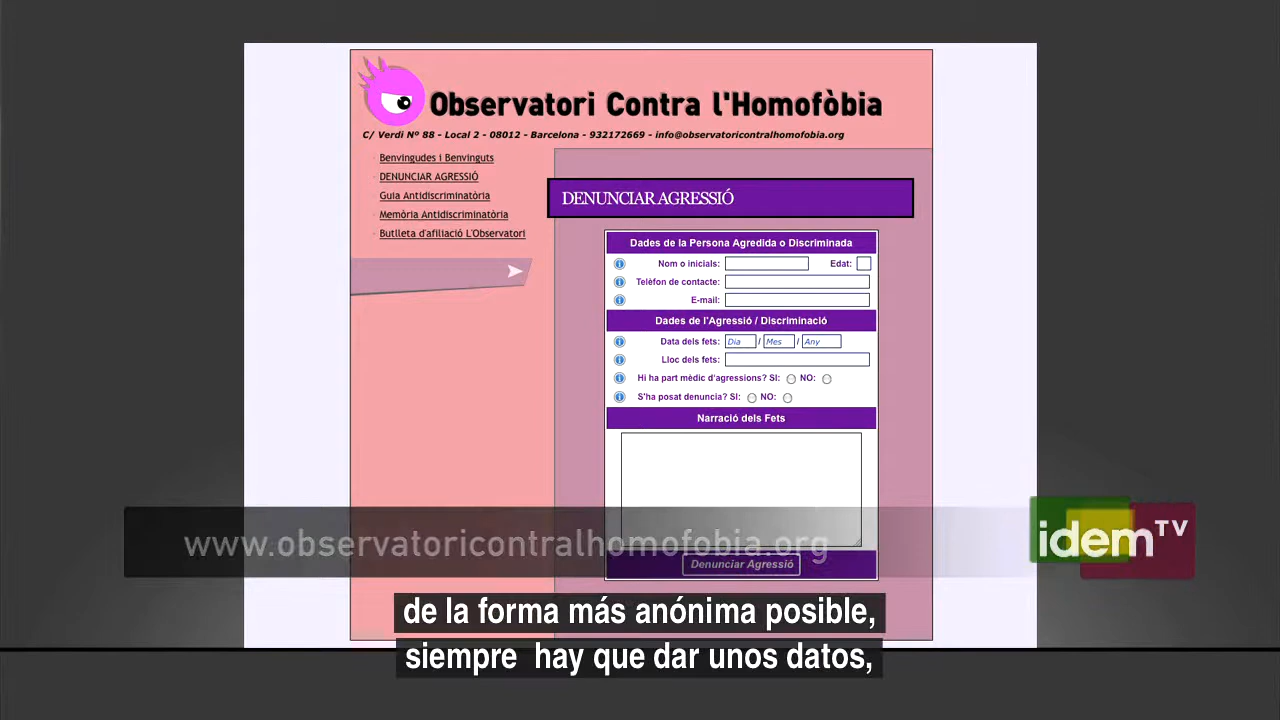 Observatori Contra l'Homofòbia
C/ Verdi Nº 88 - Local 2 - 08012 - Barcelona - 932172669 - info@observatoricontralhomofobia.org
Benvingudes i Benvinguts
DENUNCIAR AGRESSIÓ
Guia Antidiscriminatòria
Memòria Antidiscriminatòria
Butlleta d'afiliació L'Observatori
DENUNCIAR AGRESSIÓ
Dades de la Persona Agredida o Discriminada
Nom o inicials: Edat:
Telèfon de contacte:
E-mail:
Dades de l'Agressió / Discriminació
Data dels fets: Dia / Mes / Any
Lloc dels fets:
Hi ha part mèdic d'agressions? SI: NO:
S'ha posat denuncia? SI: NO:
Narració dels Fets
www.observatoricontralhomofobia.org
idem TV
Denunciar Agressió
de la forma más anónima posible,
siempre hay que dar unos datos,